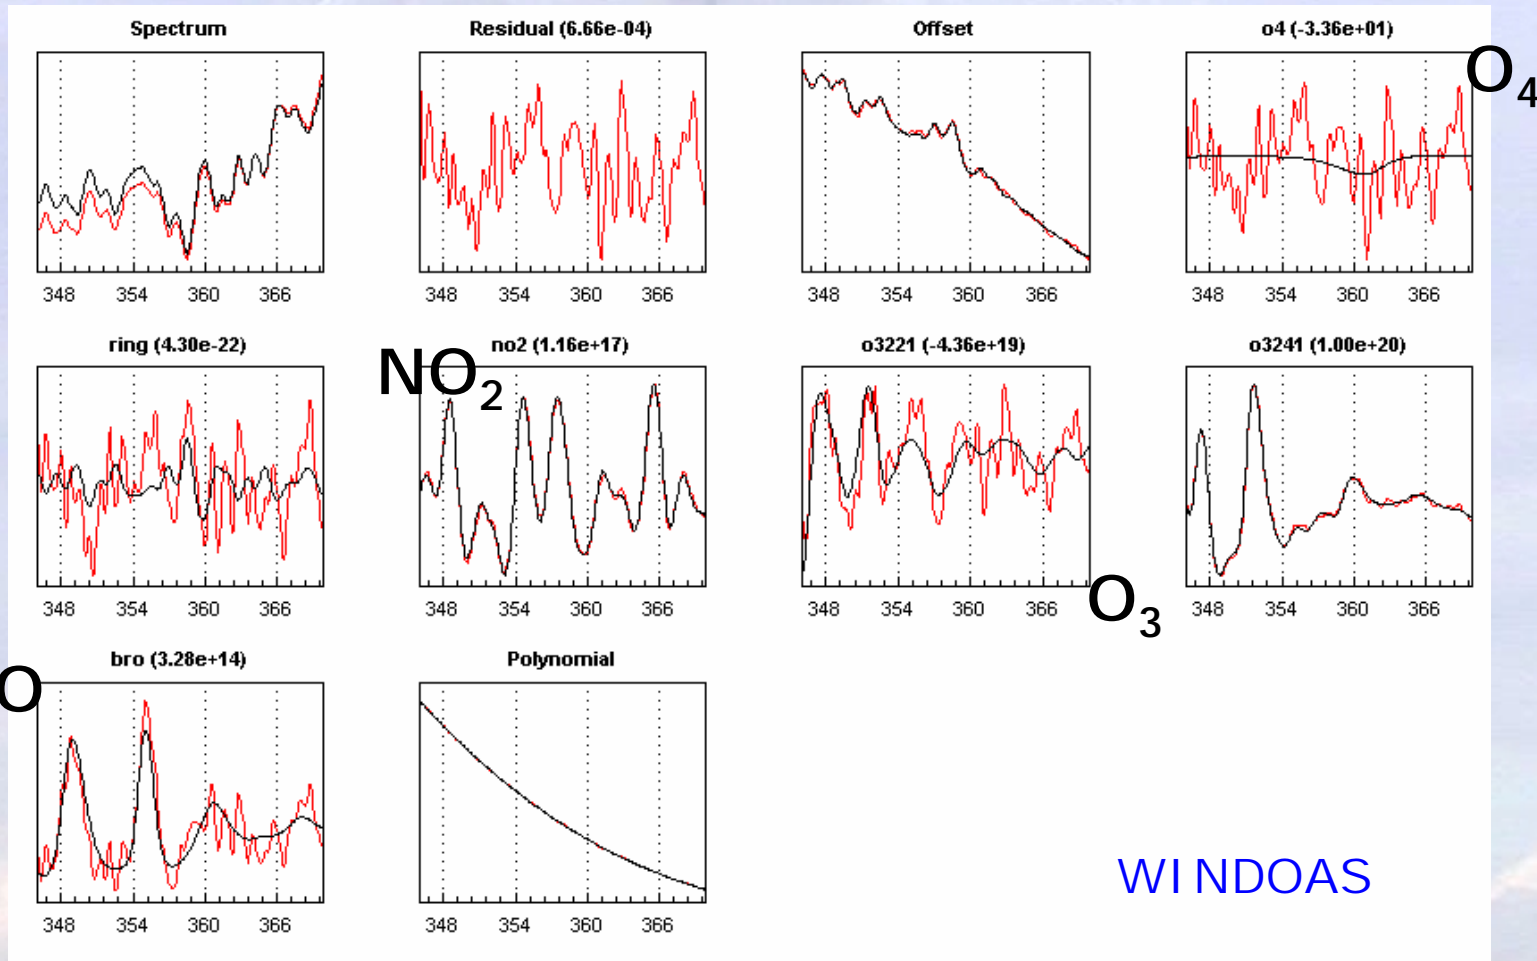 Spectrum
Residual (6.66e-04)
Offset
o4 (-3.36e+01)
O4
348 354 360 366
348 354 360 366
348 354 360 366
348 354 360 366
ring (4.30e-22)
NO2
no2 (1.16e+17)
o3221 (-4.36e+19)
o3241 (1.00e+20)
348 354 360 366
348 354 360 366
348 354 360 366
O3
348 354 360 366
bro (3.28e+14)
O
Polynomial
348 354 360 366
348 354 360 366
WINDOAS